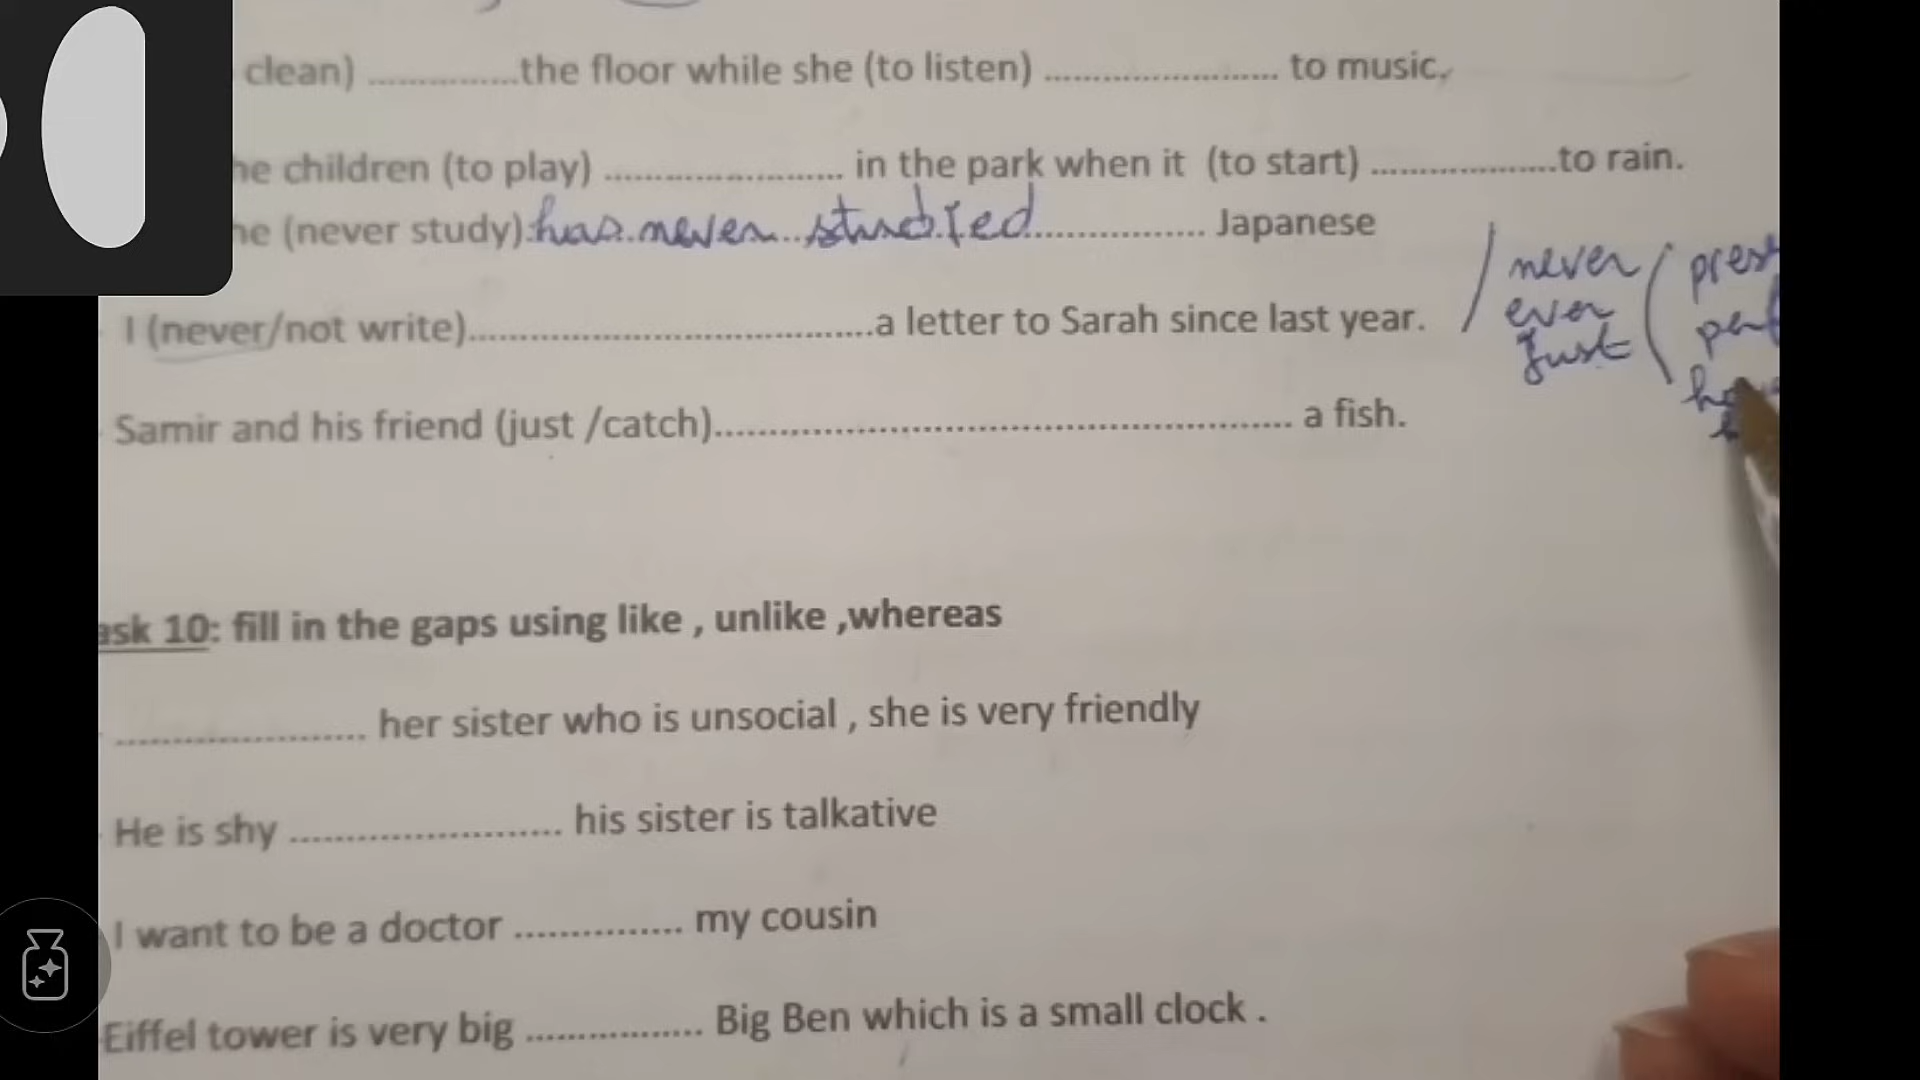 clean) ...............the floor while she (to listen) ........................ to music.
he children (to play) ........................ in the park when it (to start) ...................to rain.
he (never study) has never studied.................. Japanese
I (never/not write).........................................a letter to Sarah since last year.
never
ever
Just
Samir and his friend (just /catch)........................................................... a fish.
ask 10: fill in the gaps using like , unlike ,whereas
.......................... her sister who is unsocial , she is very friendly
He is shy ............................ his sister is talkative
I want to be a doctor ................. my cousin
Eiffel tower is very big .................. Big Ben which is a small clock .